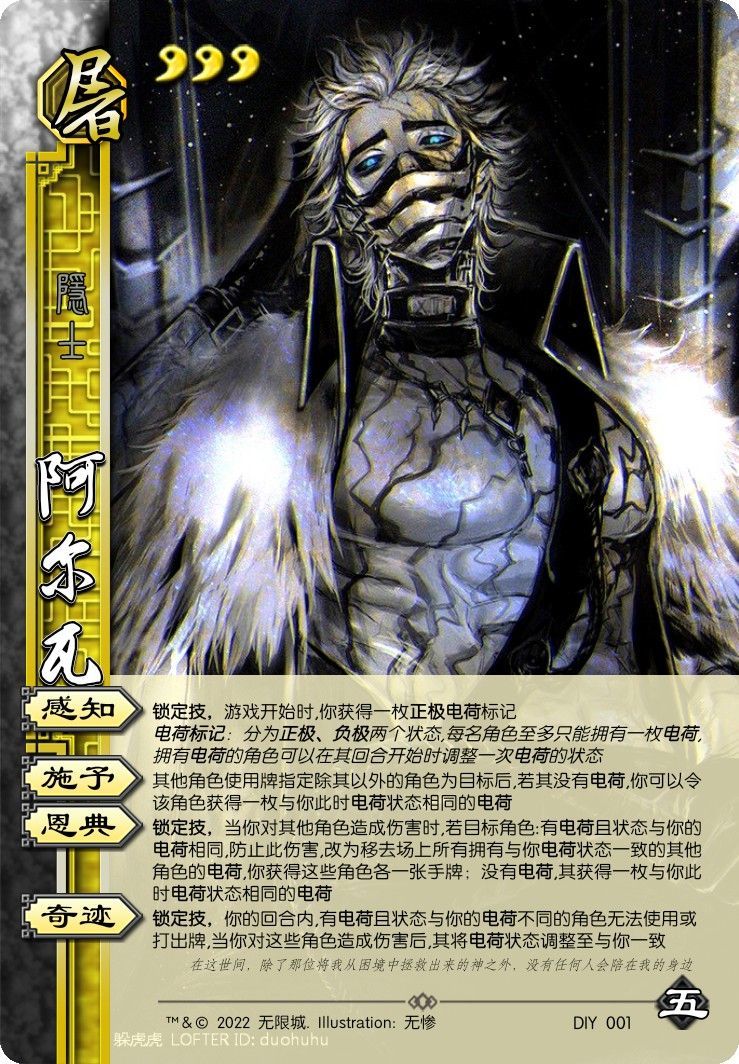 屠
隱士
阿尔瓦
感知
锁定技，游戏开始时,你获得一枚正极电荷标记
电荷标记：分为正极、负极两个状态,每名角色至多只能拥有一枚电荷,
拥有电荷的角色可以在其回合开始时调整一次电荷的状态
施予
其他角色使用牌指定除其以外的角色为目标后,若其没有电荷,你可以令
该角色获得一枚与你此时电荷状态相同的电荷
恩典
锁定技，当你对其他角色造成伤害时,若目标角色:有电荷且状态与你的
电荷相同,防止此伤害,改为移去场上所有拥有与你电荷状态一致的其他
角色的电荷,你获得这些角色各一张手牌；没有电荷,其获得一枚与你此
时电荷状态相同的电荷
奇迹
锁定技，你的回合内,有电荷且状态与你的电荷不同的角色无法使用或
打出牌,当你对这些角色造成伤害后,其将电荷状态调整至与你一致
在这世间，除了那位将我从困境中拯救出来的神之外，没有任何人会陪在我的身边
五
™&© 2022 无限城. Illustration: 无惨
DIY 001
躲虎虎 LOFTER ID: duohuhu